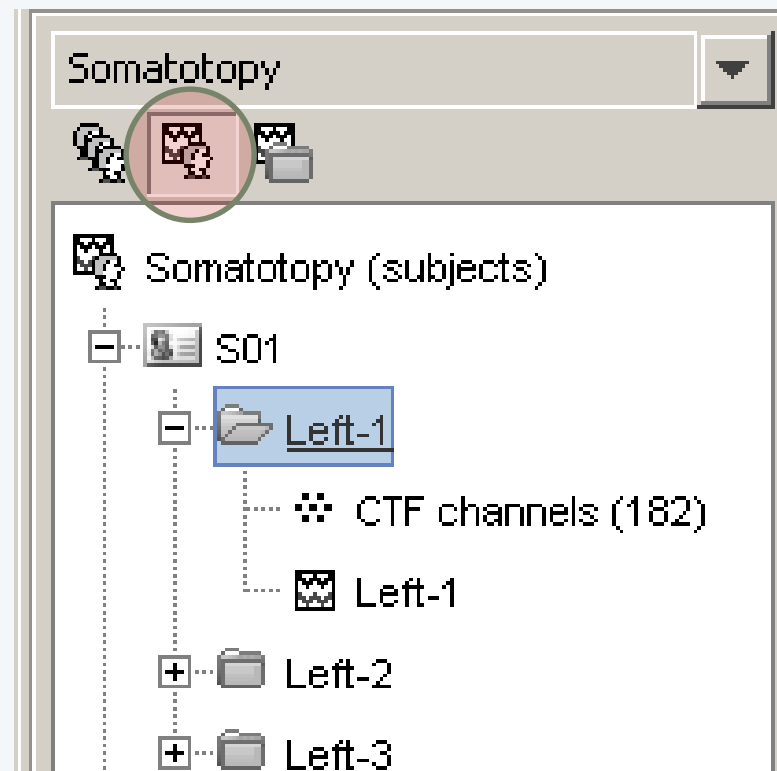 Somatotopy
Somatotopy (subjects)
S01
Left-1
CTF channels (182)
Left-1
Left-2
Left-3